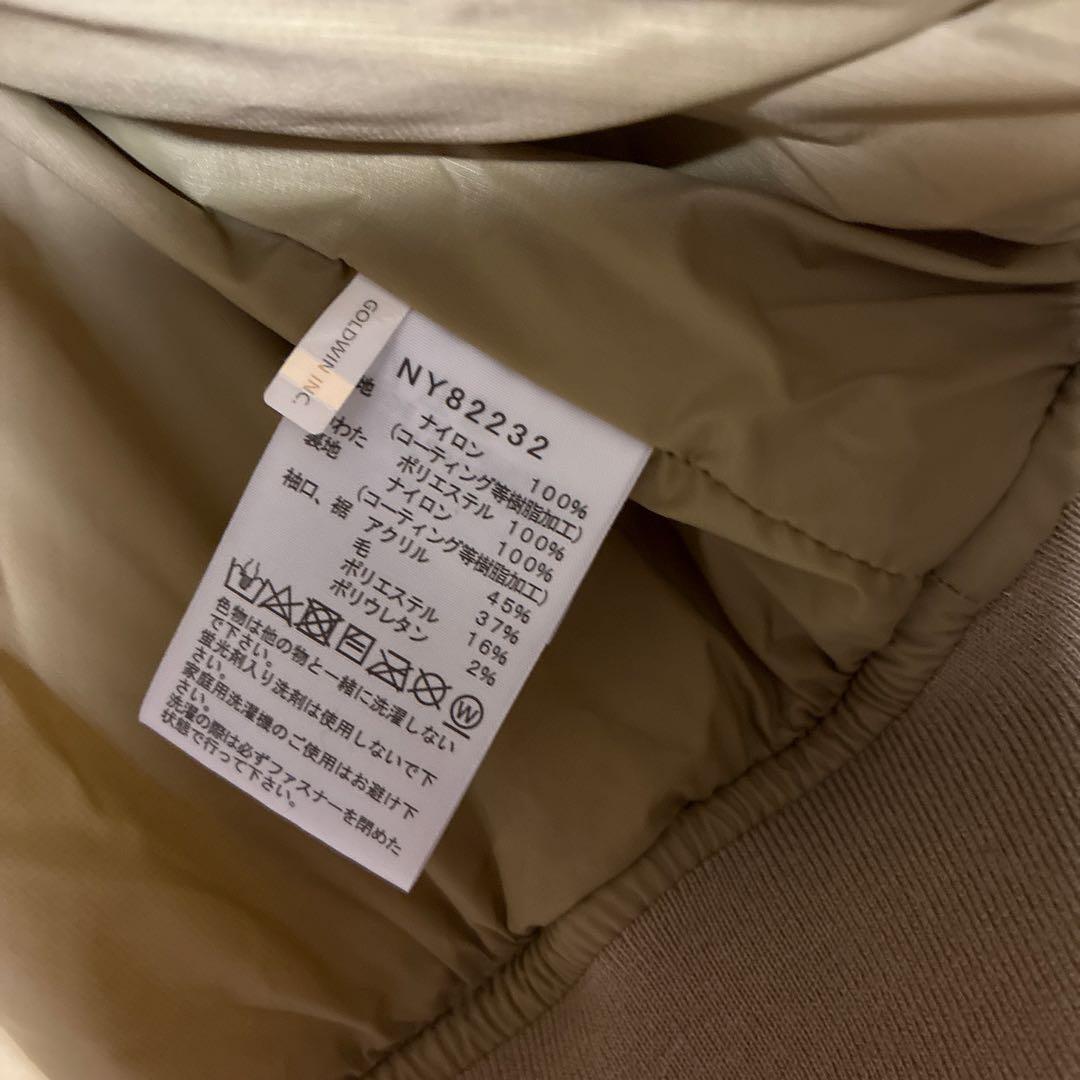 GOLDWIN INC.
NY82232
地 ナイロン 100%
(コーティング等樹脂加工)
わた ポリエステル 100%
裏地 ナイロン 100%
(コーティング等樹脂加工)
袖口、裾 アクリル 45%
毛 37%
ポリエステル 16%
ポリウレタン 2%
W
色物は他の物と一緒に洗濯しない
で下さい。
蛍光剤入り洗剤は使用しないで下
さい。
家庭用洗濯機のご使用はお避け下
さい。
洗濯の際は必ずファスナーを閉めた
状態で行って下さい。